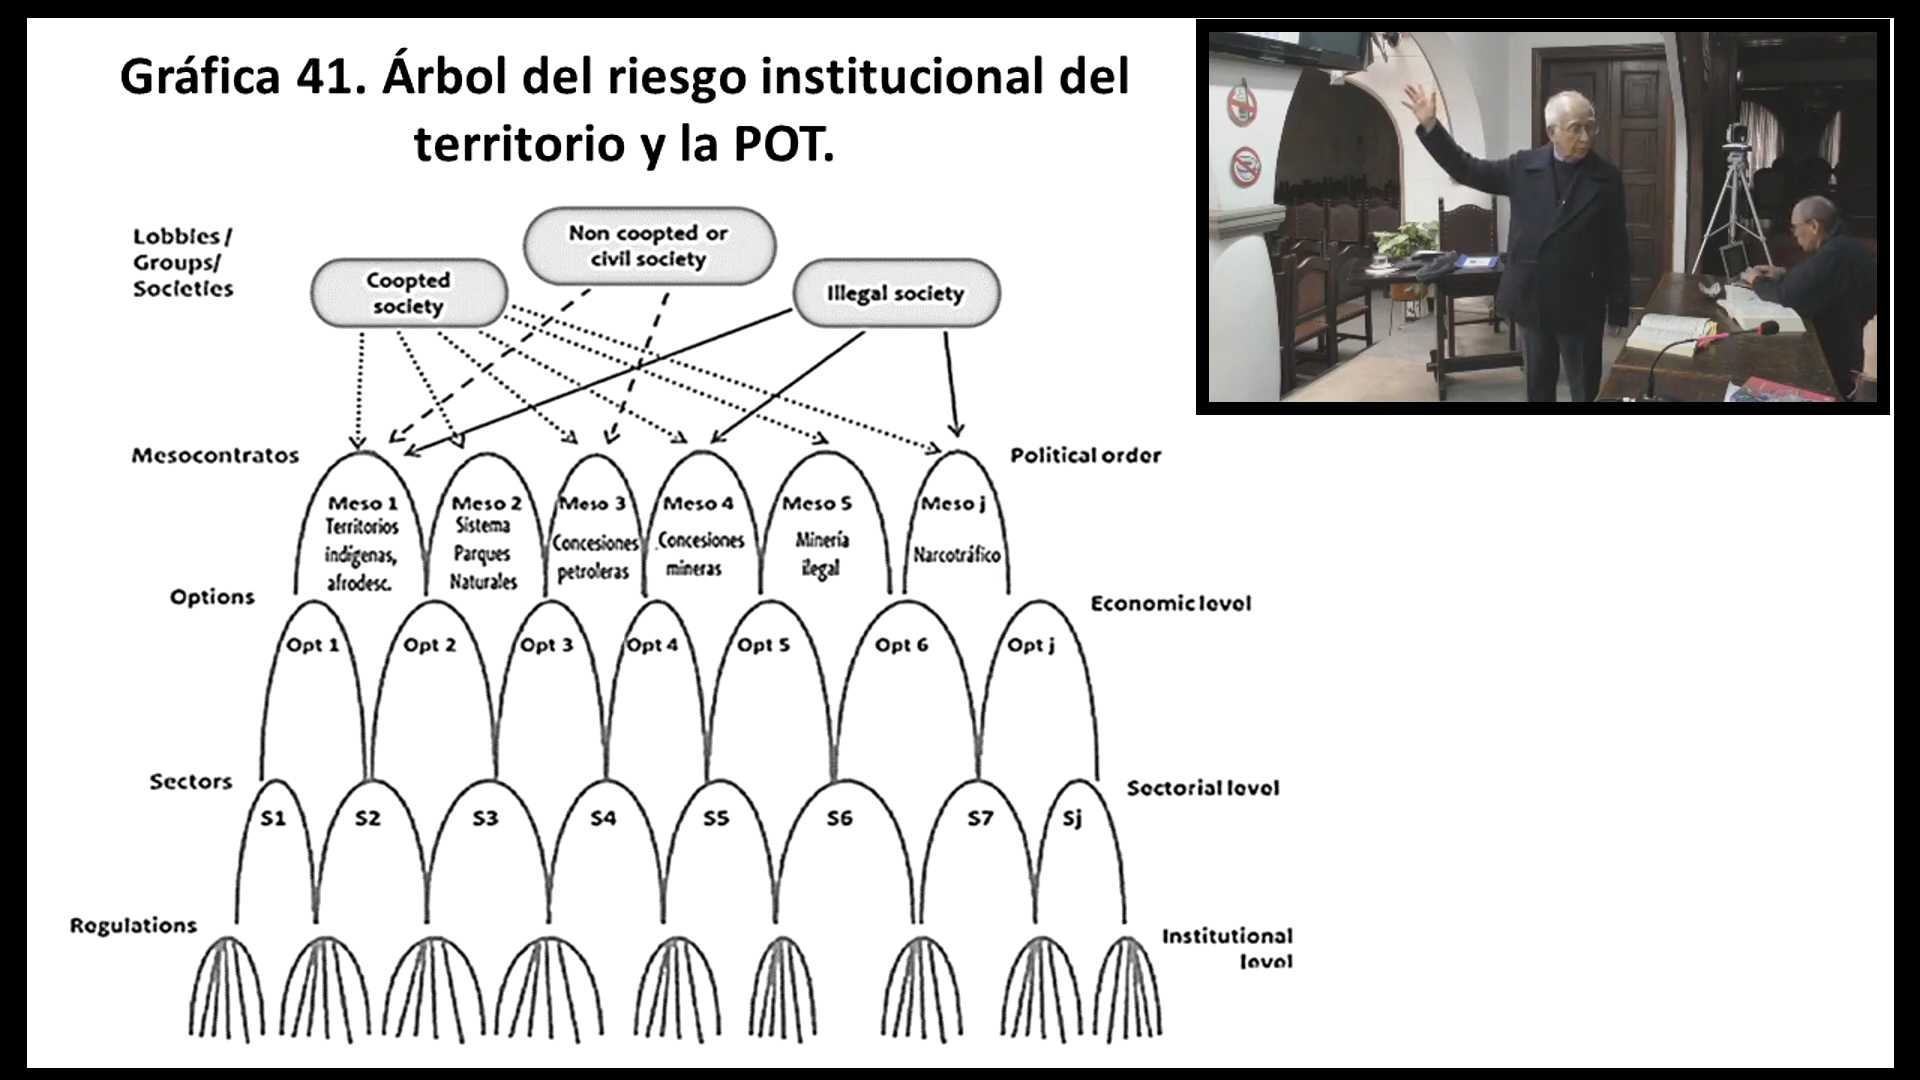 Gráfica 41. Árbol del riesgo institucional del
territorio y la POT.
Lobbies/
Groups/
Societies
Coopted
society
Non coopted or
civil society
Illegal society
Mesocontratos
Political order
Meso 1
Territorios
indígenas,
afrodesc.
Meso 2
Sistema
Parques
Naturales
Meso 3
Concesiones
petroleras
Meso 4
Concesiones
mineras
Meso 5
Minería
ilegal
Meso j
Narcotráfico
Options
Economic level
Opt 1
Opt 2
Opt 3
Opt 4
Opt 5
Opt 6
Opt j
Sectors
Sectorial level
S1
S2
S3
S4
S5
S6
S7
Sj
Regulations
Institutional
level